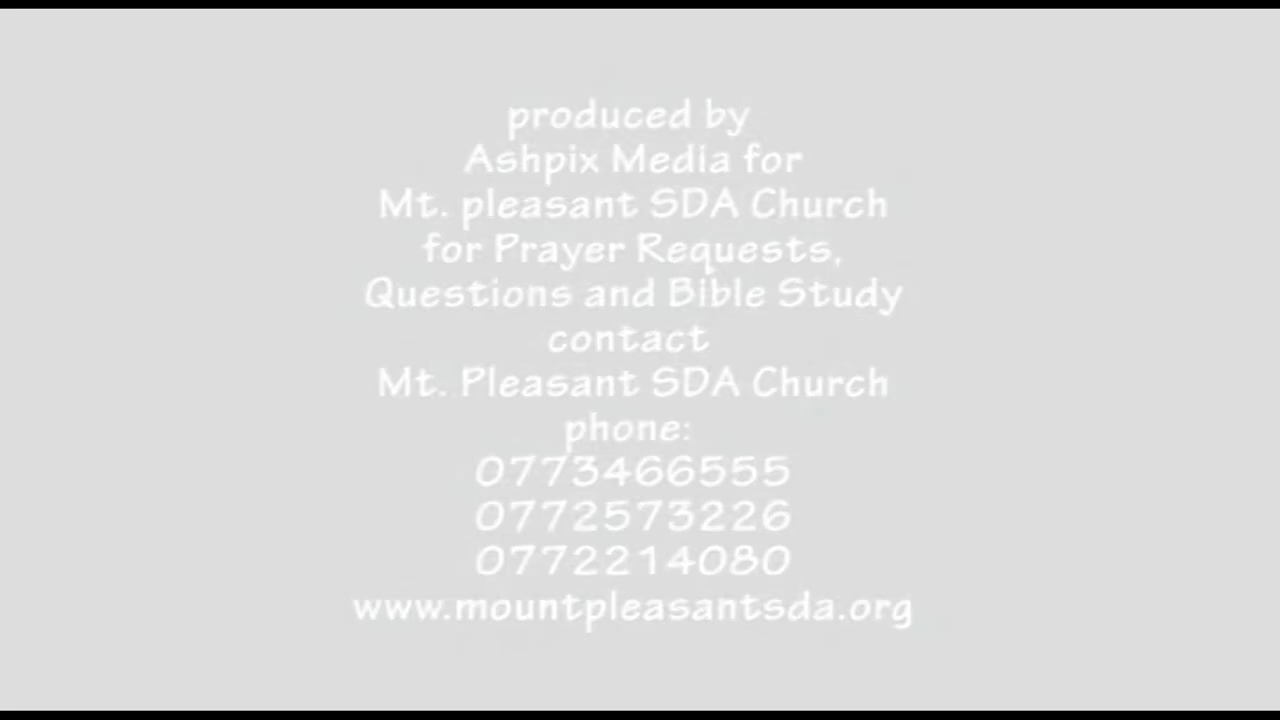 produced by
Ashpix Media for
Mt. pleasant SDA Church
for Prayer Requests,
Questions and Bible Study
contact
Mt. Pleasant SDA Church
phone:
0773466555
0772573226
0772214080
www.mountpleasantsda.org